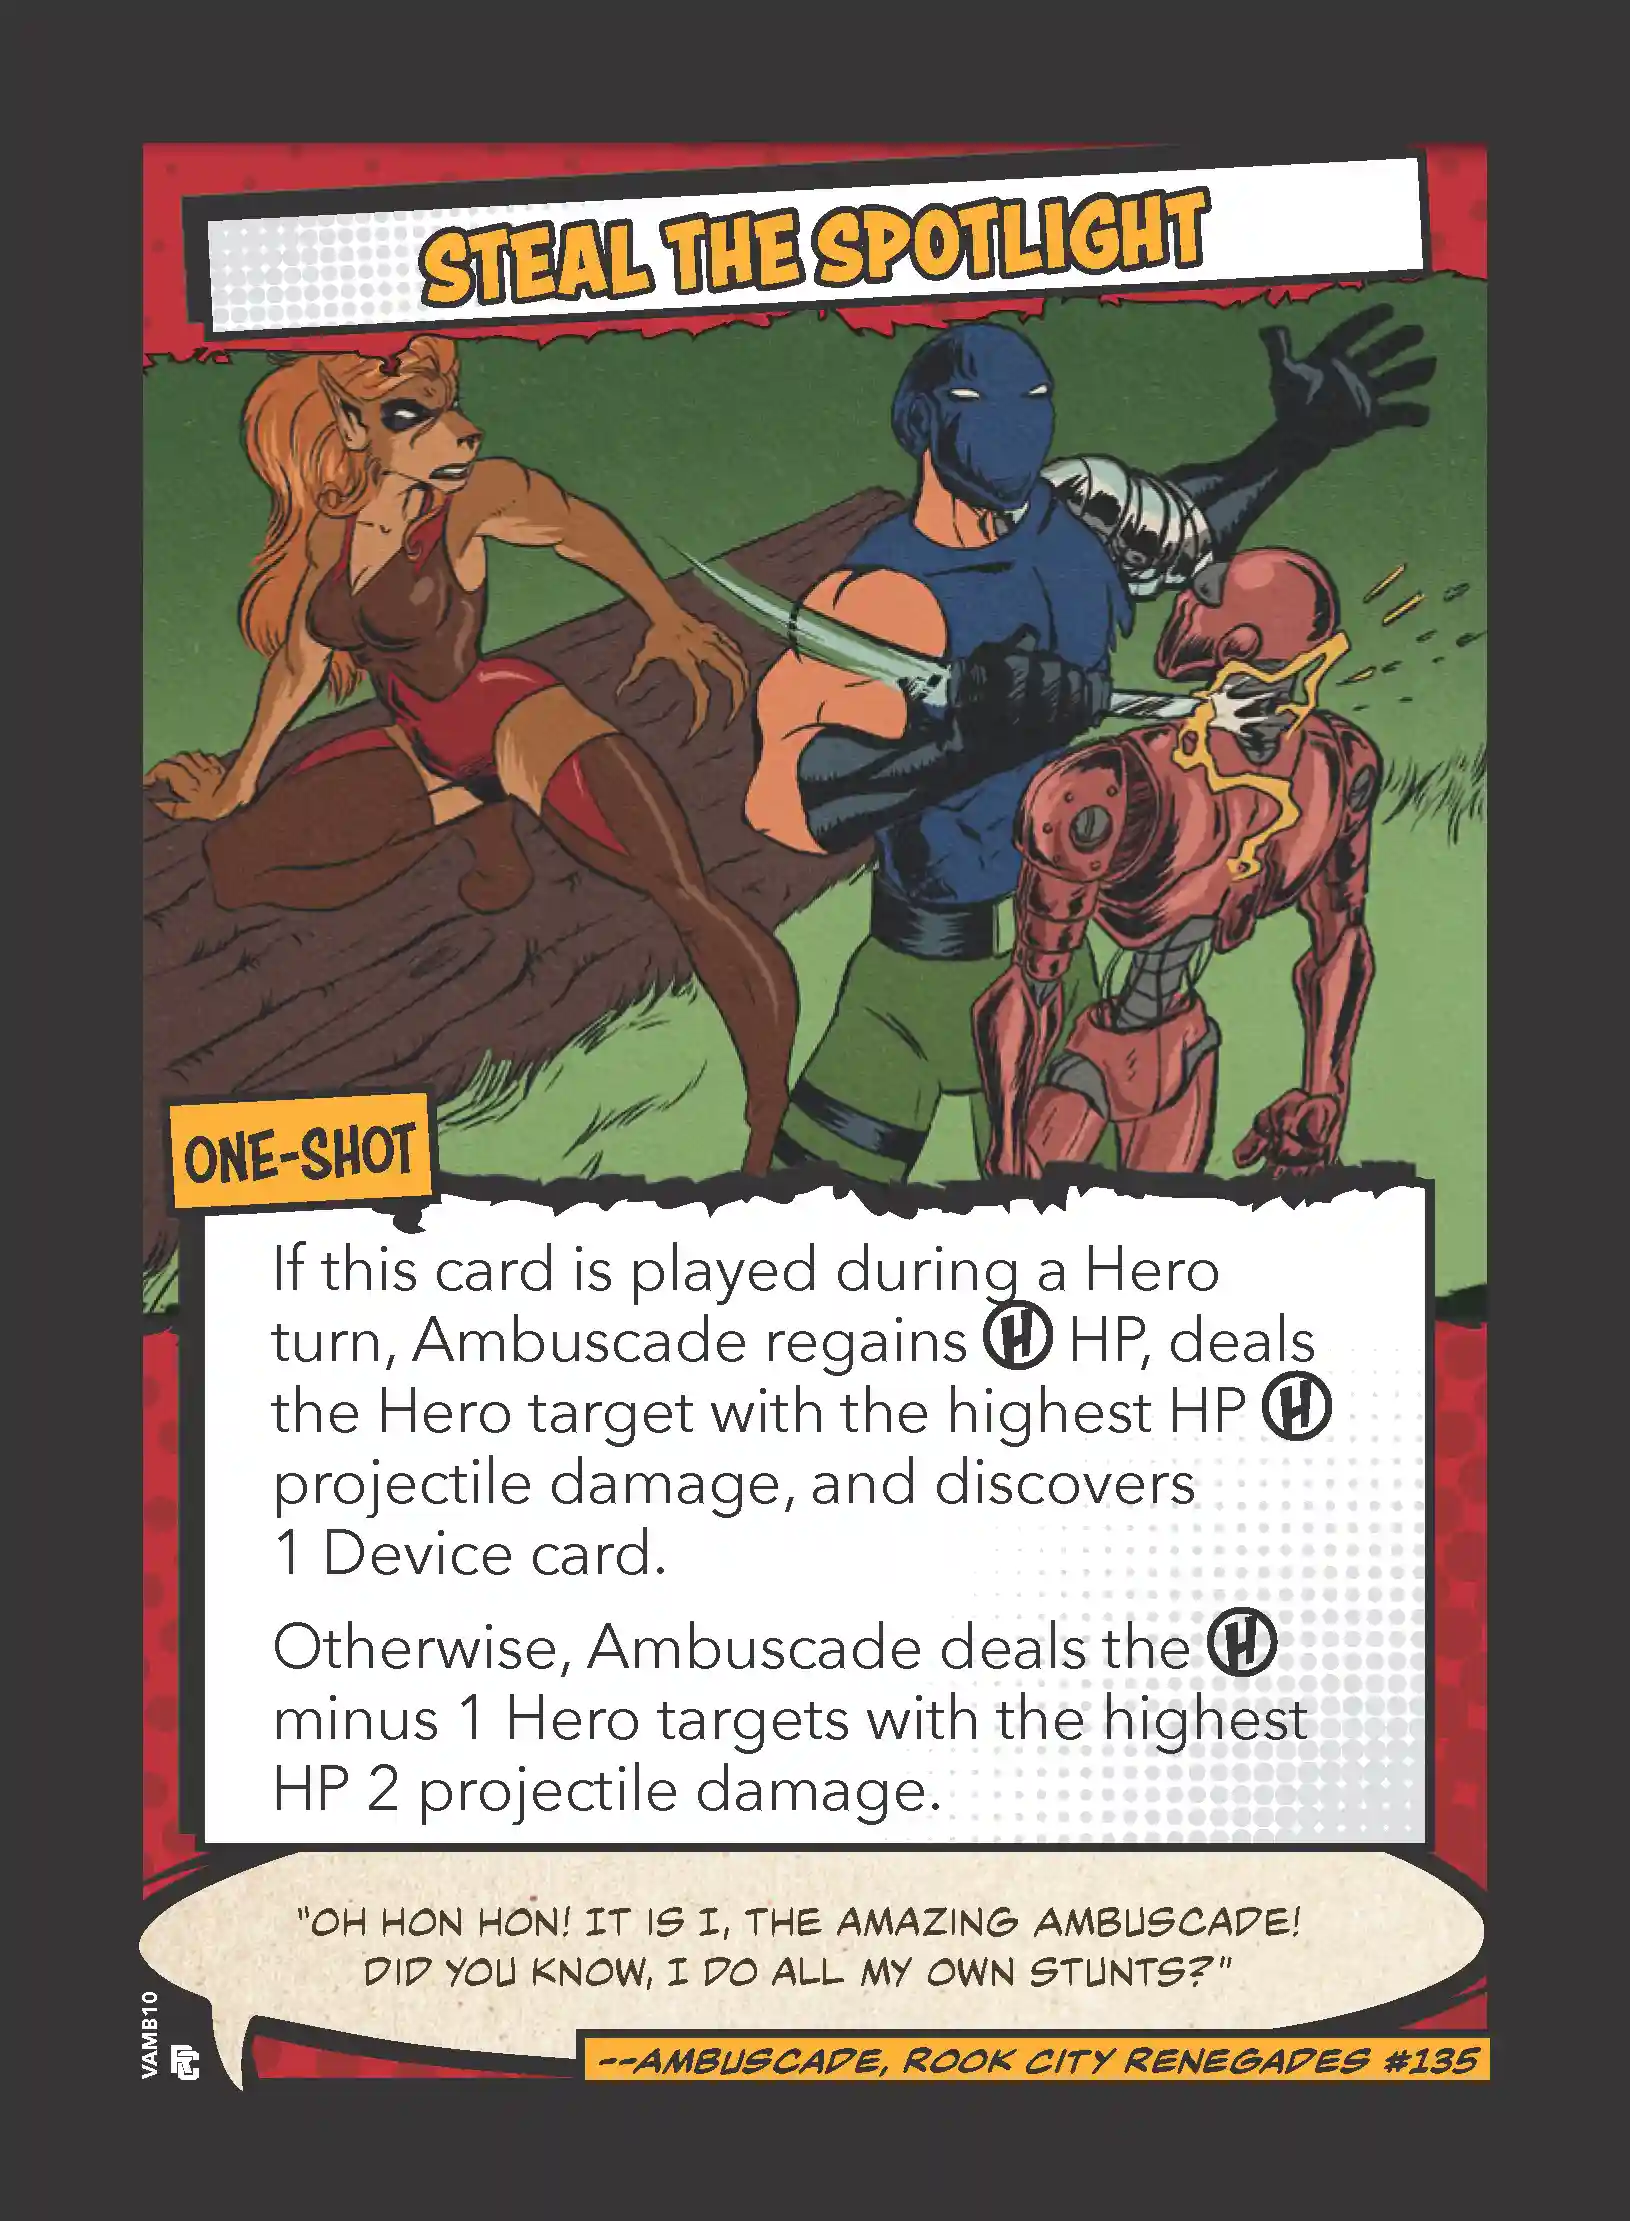 STEAL THE SPOTLIGHT
ONE-SHOT
If this card is played during a Hero
turn, Ambuscade regains Ⓗ HP, deals
the Hero target with the highest HP Ⓗ
projectile damage, and discovers
1 Device card.
Otherwise, Ambuscade deals the Ⓗ
minus 1 Hero targets with the highest
HP 2 projectile damage.
"OH HON HON! IT IS I, THE AMAZING AMBUSCADE!
DID YOU KNOW, I DO ALL MY OWN STUNTS?"
--AMBUSCADE, ROOK CITY RENEGADES #135
VAMB10